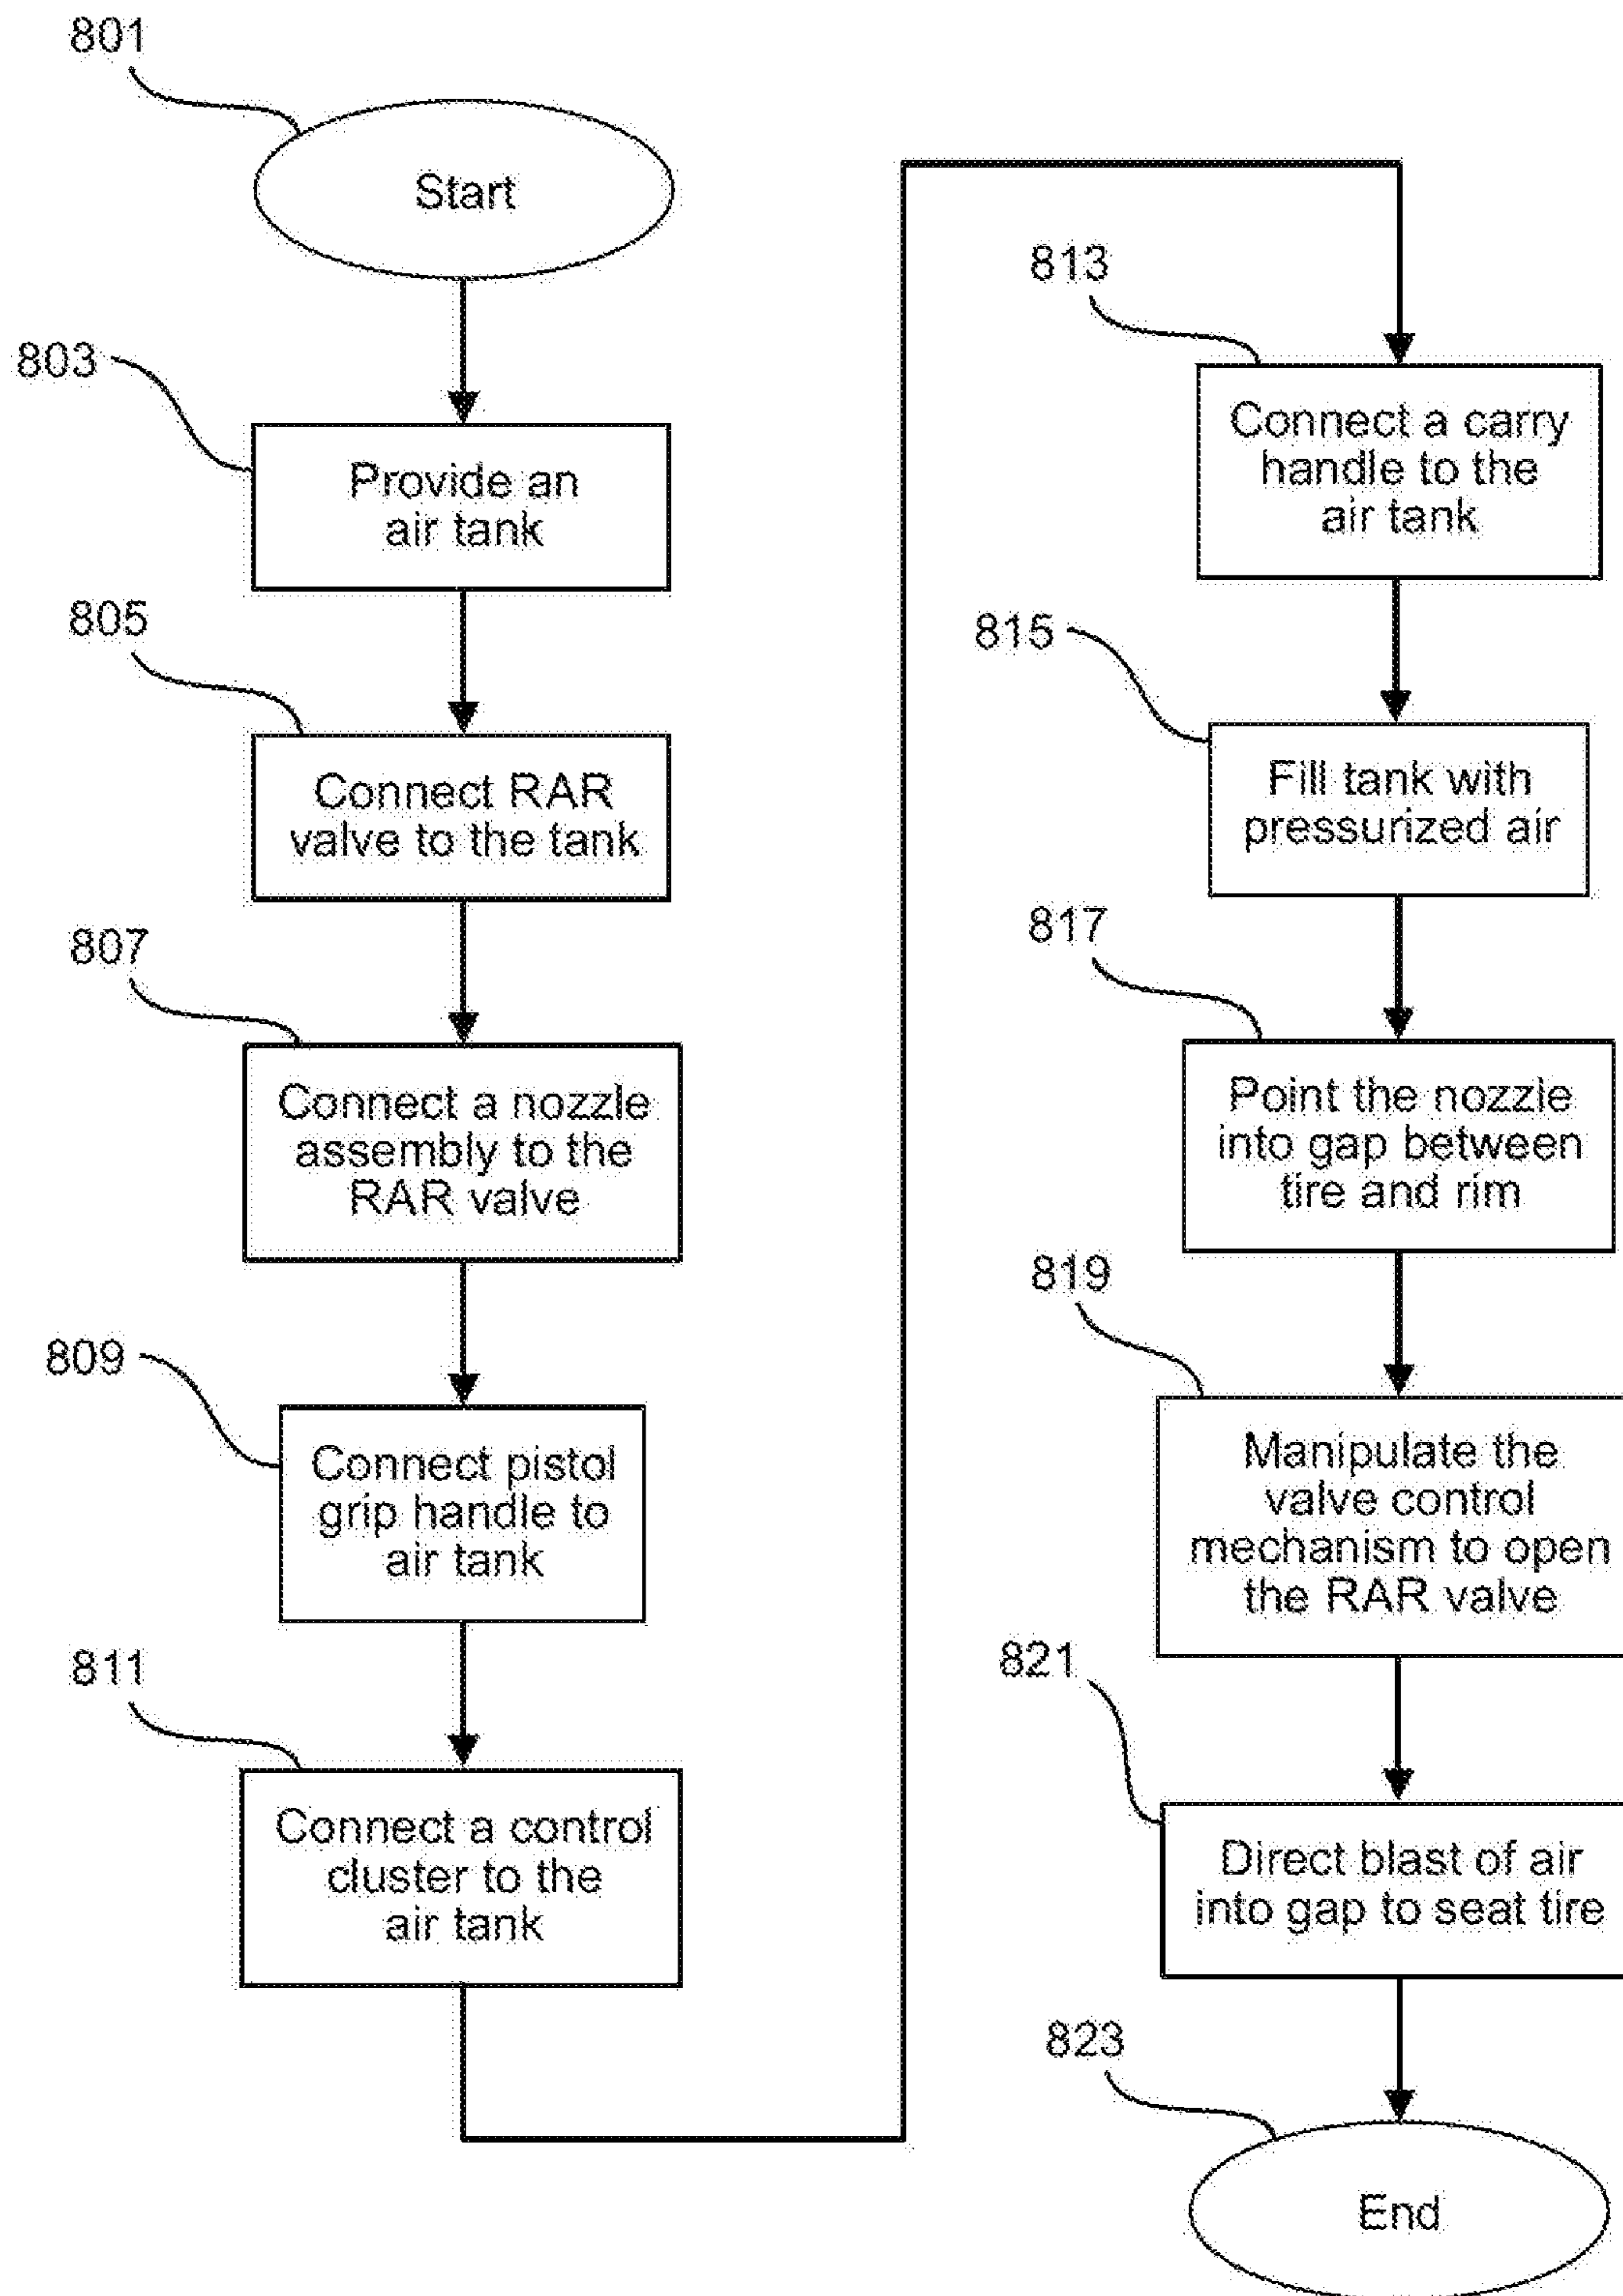 801
Start
803
Provide an
air tank
805
Connect RAR
valve to the tank
807
Connect a nozzle
assembly to the
RAR valve
809
Connect pistol
grip handle to
air tank
811
Connect a control
cluster to the
air tank
813
Connect a carry
handle to the
air tank
815
Fill tank with
pressurized air
817
Point the nozzle
into gap between
tire and rim
819
Manipulate the
valve control
mechanism to open
the RAR valve
821
Direct blast of air
into gap to seat tire
823
End